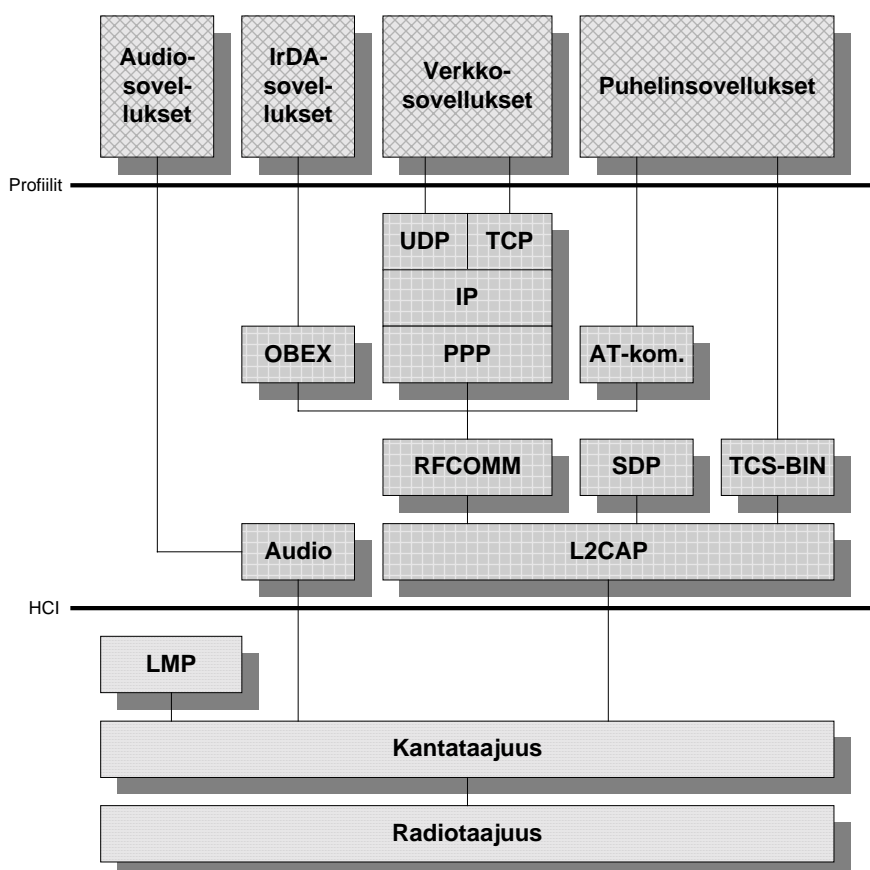 Audio-
sovel-
lukset
IrDA-
sovel-
lukset
Verkko-
sovellukset
Puhelinsovellukset
Profiilit
UDP
TCP
IP
OBEX
PPP
AT-kom.
RFCOMM
SDP
TCS-BIN
Audio
L2CAP
HCI
LMP
Kantataajuus
Radiotaajuus